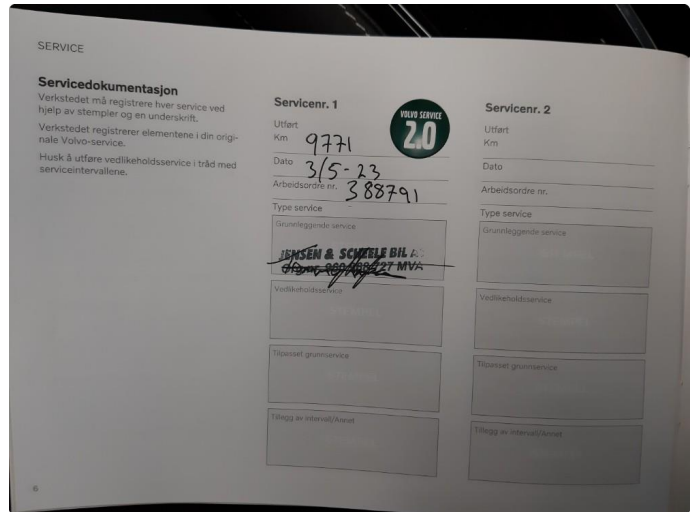 SERVICE
Servicedokumentasjon
Verkstedet må registrere hver service ved
hjelp av stempler og en underskrift.
Verkstedet registrerer elementene i din origi-
nale Volvo-service.
Husk å utføre vedlikeholdsservice i tråd med
serviceintervallene.
Servicenr. 1
VOLVO SERVICE
2.0
Utført
Km 9771
Dato 3/5-23
Arbeidsordre nr. 388791
Type service
Grunnleggende service
JENSEN & SCHEELE BIL
MVA
Vedlikeholdsservice
Tilpasset grunnservice
Tillegg av intervall/Annet
Servicenr. 2
Utført
Km
Dato
Arbeidsordre nr.
Type service
Grunnleggende service
Vedlikeholdsservice
Tilpasset grunnservice
Tillegg av intervall/Annet
6